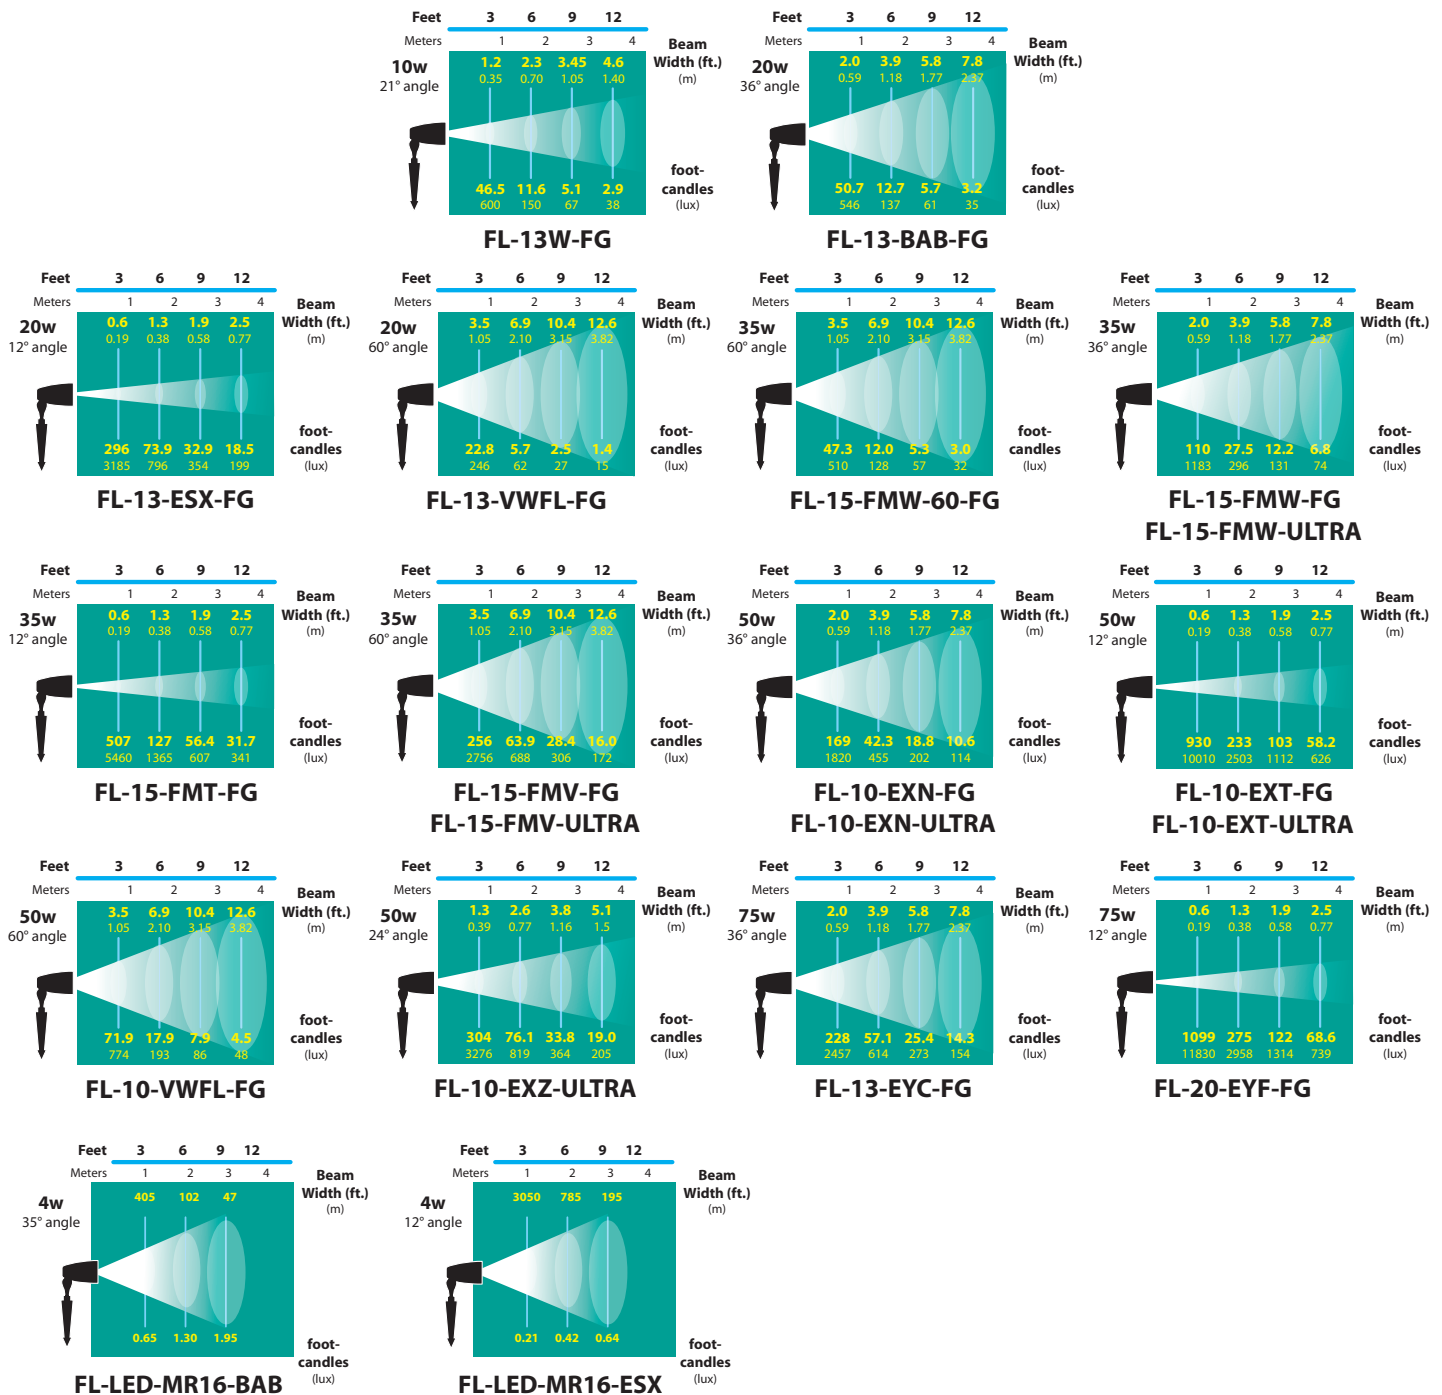 Feet 3 6 9 12
Meters 1 2 3 4
10w
21° angle
1.2 2.3 3.45 4.6
0.35 0.70 1.05 1.40
Beam
Width (ft.)
(m)
46.5 11.6 5.1 2.9
600 150 67 38
foot-
candles
(lux)
FL-13W-FG
Feet 3 6 9 12
Meters 1 2 3 4
20w
36° angle
2.0 3.9 5.8 7.8
0.59 1.18 1.77 2.37
Beam
Width (ft.)
(m)
50.7 12.7 5.7 3.2
546 137 61 35
foot-
candles
(lux)
FL-13-BAB-FG
Feet 3 6 9 12
Meters 1 2 3 4
20w
12° angle
0.6 1.3 1.9 2.5
0.19 0.38 0.58 0.77
Beam
Width (ft.)
(m)
296 73.9 32.9 18.5
3185 796 354 199
foot-
candles
(lux)
FL-13-ESX-FG
Feet 3 6 9 12
Meters 1 2 3 4
20w
60° angle
3.5 6.9 10.4 12.6
1.05 2.10 3.15 3.82
Beam
Width (ft.)
(m)
22.8 5.7 2.5 1.4
246 62 27 15
foot-
candles
(lux)
FL-13-VWFL-FG
Feet 3 6 9 12
Meters 1 2 3 4
35w
60° angle
3.5 6.9 10.4 12.6
1.05 2.10 3.15 3.82
Beam
Width (ft.)
(m)
47.3 12.0 5.3 3.0
510 128 57 32
foot-
candles
(lux)
FL-15-FMW-60-FG
Feet 3 6 9 12
Meters 1 2 3 4
35w
36° angle
2.0 3.9 5.8 7.8
0.59 1.18 1.77 2.37
Beam
Width (ft.)
(m)
110 27.5 12.2 6.8
1183 296 131 74
foot-
candles
(lux)
FL-15-FMW-FG
FL-15-FMW-ULTRA
Feet 3 6 9 12
Meters 1 2 3 4
35w
12° angle
0.6 1.3 1.9 2.5
0.19 0.38 0.58 0.77
Beam
Width (ft.)
(m)
507 127 56.4 31.7
5460 1365 607 341
foot-
candles
(lux)
FL-15-FMT-FG
Feet 3 6 9 12
Meters 1 2 3 4
35w
60° angle
3.5 6.9 10.4 12.6
1.05 2.10 3.15 3.82
Beam
Width (ft.)
(m)
256 63.9 28.4 16.0
2756 688 306 172
foot-
candles
(lux)
FL-15-FMV-FG
FL-15-FMV-ULTRA
Feet 3 6 9 12
Meters 1 2 3 4
50w
36° angle
2.0 3.9 5.8 7.8
0.59 1.18 1.77 2.37
Beam
Width (ft.)
(m)
169 42.3 18.8 10.6
1820 455 202 114
foot-
candles
(lux)
FL-10-EXN-FG
FL-10-EXN-ULTRA
Feet 3 6 9 12
Meters 1 2 3 4
50w
12° angle
0.6 1.3 1.9 2.5
0.19 0.38 0.58 0.77
Beam
Width (ft.)
(m)
930 233 103 58.2
10010 2503 1112 626
foot-
candles
(lux)
FL-10-EXT-FG
FL-10-EXT-ULTRA
Feet 3 6 9 12
Meters 1 2 3 4
50w
60° angle
3.5 6.9 10.4 12.6
1.05 2.10 3.15 3.82
Beam
Width (ft.)
(m)
71.9 17.9 7.9 4.5
774 193 86 48
foot-
candles
(lux)
FL-10-VWFL-FG
Feet 3 6 9 12
Meters 1 2 3 4
50w
24° angle
1.3 2.6 3.8 5.1
0.39 0.77 1.16 1.5
Beam
Width (ft.)
(m)
304 76.1 33.8 19.0
3276 819 364 205
foot-
candles
(lux)
FL-10-EXZ-ULTRA
Feet 3 6 9 12
Meters 1 2 3 4
75w
36° angle
2.0 3.9 5.8 7.8
0.59 1.18 1.77 2.37
Beam
Width (ft.)
(m)
228 57.1 25.4 14.3
2457 614 273 154
foot-
candles
(lux)
FL-13-EYC-FG
Feet 3 6 9 12
Meters 1 2 3 4
75w
12° angle
0.6 1.3 1.9 2.5
0.19 0.38 0.58 0.77
Beam
Width (ft.)
(m)
1099 275 122 68.6
11830 2958 1314 739
foot-
candles
(lux)
FL-20-EYF-FG
Feet 3 6 9 12
Meters 1 2 3 4
4w
35° angle
405 102 47
Beam
Width (ft.)
(m)
0.65 1.30 1.95
foot-
candles
(lux)
FL-LED-MR16-BAB
Feet 3 6 9 12
Meters 1 2 3 4
4w
12° angle
3050 785 195
Beam
Width (ft.)
(m)
0.21 0.42 0.64
foot-
candles
(lux)
FL-LED-MR16-ESX